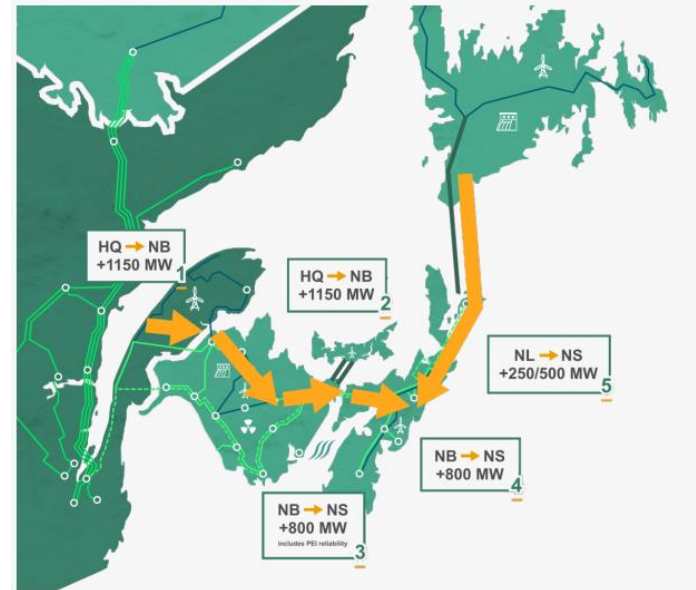 HQ → NB
+1150 MW
1
HQ → NB
+1150 MW
2
NL → NS
+250/500 MW
5
NB → NS
+800 MW
4
NB → NS
+800 MW
includes PEI reliability
3